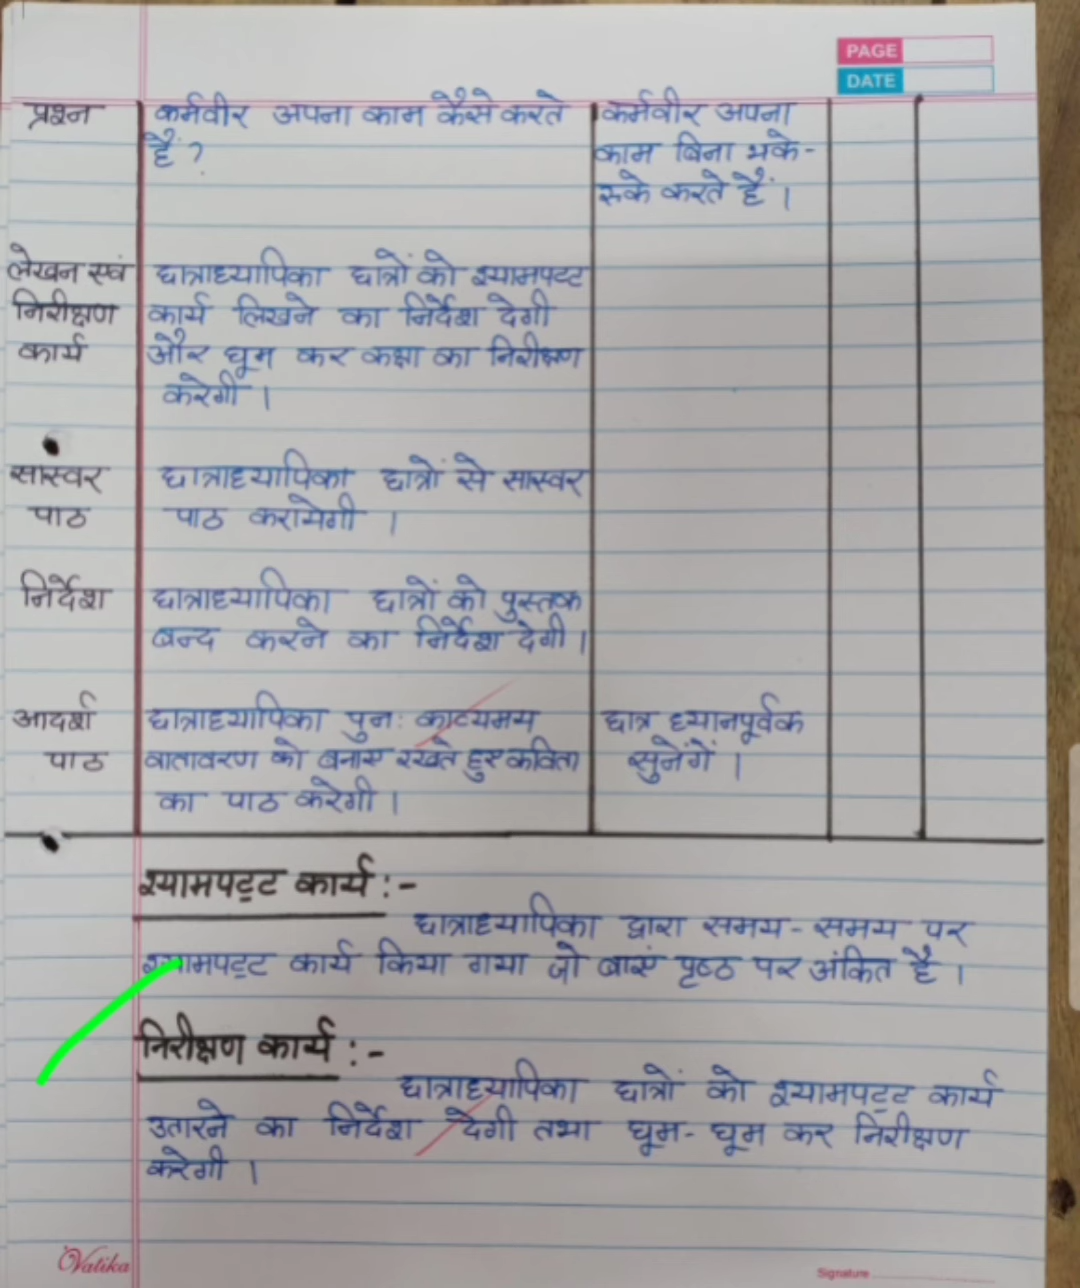 PAGE
DATE
प्रश्न कर्मवीर अपना काम कैसे करते कर्मवीर अपना
हैं ? काम बिना थके-
रूके करते हैं ।
लेखन एवं छात्राध्यापिका छात्रों को श्यामपट्ट
निरीक्षण कार्य लिखने का निर्देश देगी
कार्य और घूम कर कक्षा का निरीक्षण
करेगी ।
सास्वर छात्राध्यापिका छात्रों से सास्वर
पाठ पाठ करायेगी ।
निर्देश छात्राध्यापिका छात्रों को पुस्तक
बन्द करने का निर्देश देगी ।
आदर्श छात्राध्यापिका पुनः काव्यमय छात्र ध्यानपूर्वक
पाठ वातावरण को बनाए रखते हुए कविता सुनेंगें ।
का पाठ करेगी ।
श्यामपट्ट कार्य :-
छात्राध्यापिका द्वारा समय - समय पर
श्यामपट्ट कार्य किया गया जो बाएं पृष्ठ पर अंकित है ।
निरीक्षण कार्य :-
छात्राध्यापिका छात्रों को श्यामपट्ट कार्य
उतारने का निर्देश देगी तथा घूम - घूम कर निरीक्षण
करेगी ।
Vatika
Signature